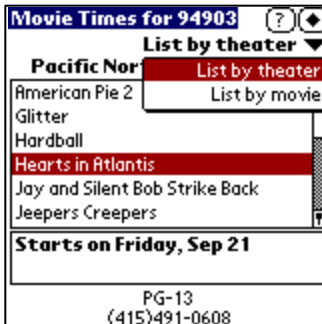 Movie Times for 94903 ?
List by theater
Pacific Nor
List by theater
List by movie
American Pie 2
Glitter
Hardball
Hearts in Atlantis
Jay and Silent Bob Strike Back
Jeepers Creepers
Starts on Friday, Sep 21
PG-13
(415)491-0608